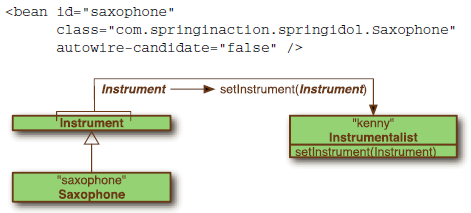 <bean id="saxophone"
class="com.springinaction.springidol.Saxophone"
autowire-candidate="false" />
Instrument
setInstrument(Instrument)
Instrument
"kenny"
Instrumentalist
setInstrument(Instrument)
"saxophone"
Saxophone